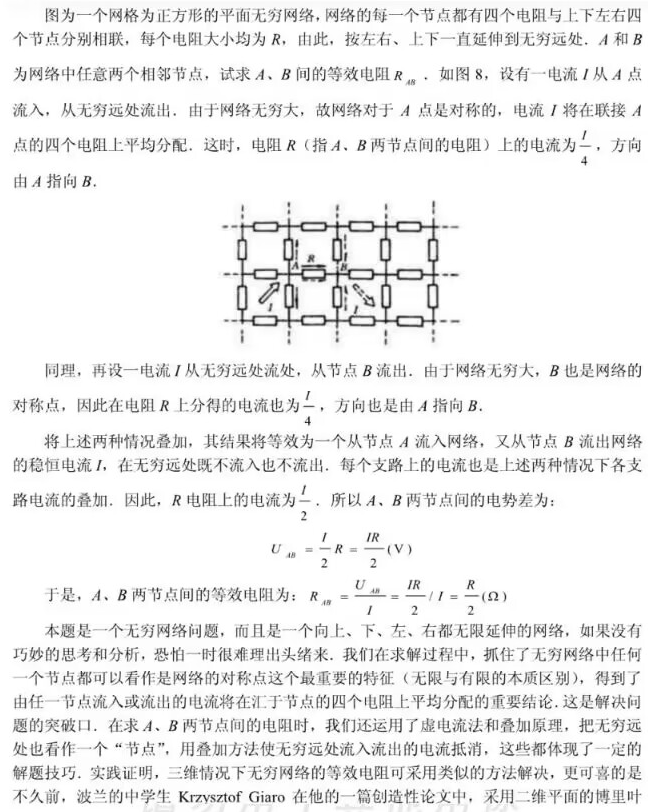 图为一个网格为正方形的平面无穷网络，网络的每一个节点都有四个电阻与上下左右四
个节点分别相联，每个电阻大小均为 R，由此，按左右、上下一直延伸到无穷远处．A 和 B
为网络中任意两个相邻节点，试求 A、B 间的等效电阻 R_AB ．如图 8，设有一电流 I 从 A 点
流入，从无穷远处流出．由于网络无穷大，故网络对于 A 点是对称的，电流 I 将在联接 A
点的四个电阻上平均分配．这时，电阻 R（指 A、B 两节点间的电阻）上的电流为 I/4，方向
由 A 指向 B．
A R B
I I
同理，再设一电流 I 从无穷远处流处，从节点 B 流出．由于网络无穷大，B 也是网络的
对称点，因此在电阻 R 上分得的电流也为 I/4，方向也是由 A 指向 B．
将上述两种情况叠加，其结果将等效为一个从节点 A 流入网络，又从节点 B 流出网络
的稳恒电流 I，在无穷远处既不流入也不流出．每个支路上的电流也是上述两种情况下各支
路电流的叠加．因此，R 电阻上的电流为 I/2．所以 A、B 两节点间的电势差为：
U_AB = I/2 R = IR/2 (V)
于是，A、B 两节点间的等效电阻为：R_AB = U_AB/I = IR/2 / I = R/2 (Ω)
本题是一个无穷网络问题，而且是一个向上、下、左、右都无限延伸的网络，如果没有
巧妙的思考和分析，恐怕一时很难理出头绪来．我们在求解过程中，抓住了无穷网络中任何
一个节点都可以看作是网络的对称点这个最重要的特征（无限与有限的本质区别），得到了
由任一节点流入或流出的电流将在汇于节点的四个电阻上平均分配的重要结论．这是解决问
题的突破口．在求 A、B 两节点间的电阻时，我们还运用了虚电流法和叠加原理，把无穷远
处也看作一个“节点”，用叠加方法使无穷远处流入流出的电流抵消，这些都体现了一定的
解题技巧．实践证明，三维情况下无穷网络的等效电阻可采用类似的方法解决，更可喜的是
不久前，波兰的中学生 Krzysztof Giaro 在他的一篇创造性论文中，采用二维平面的博里叶